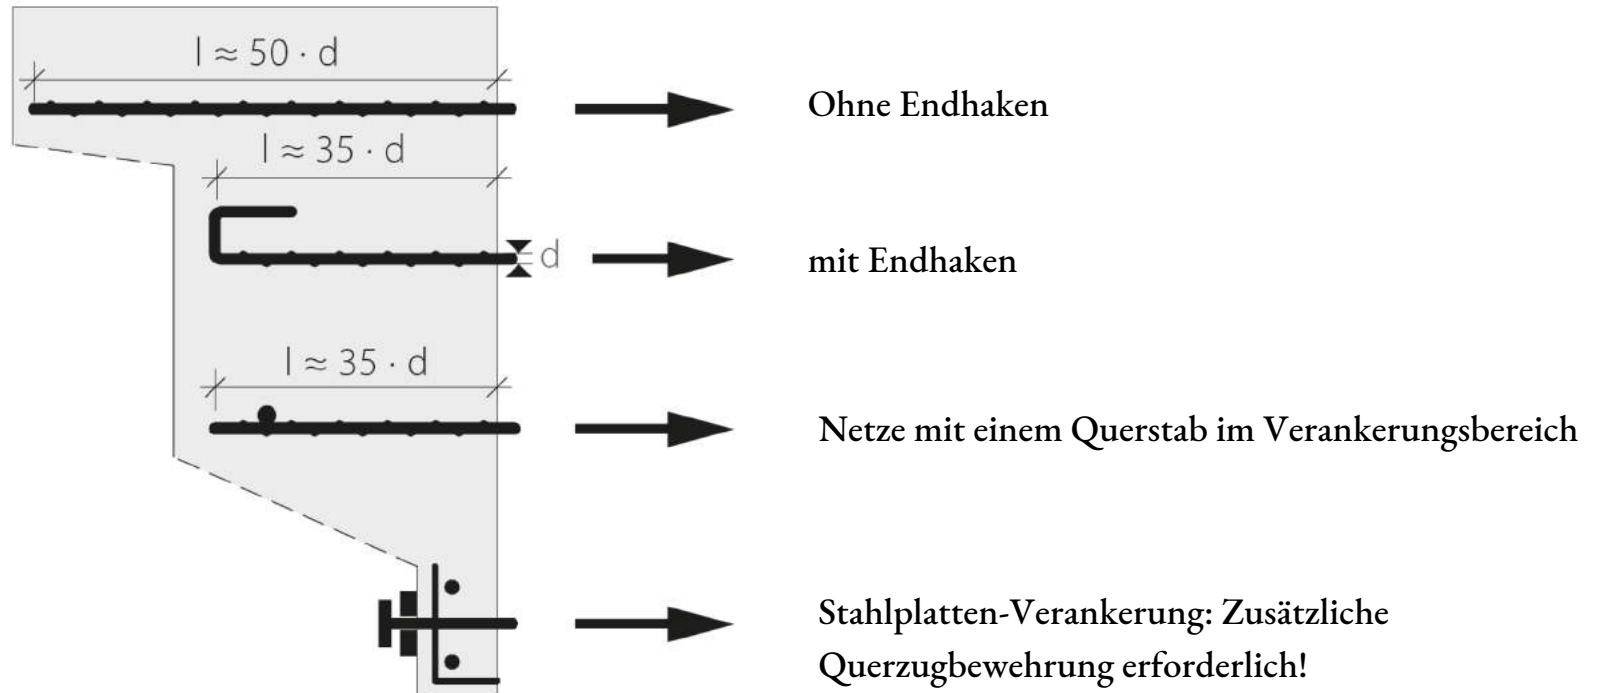 l ≈ 50 · d
Ohne Endhaken
l ≈ 35 · d
d
mit Endhaken
l ≈ 35 · d
Netze mit einem Querstab im Verankerungsbereich
Stahlplatten-Verankerung: Zusätzliche
Querzugbewehrung erforderlich!